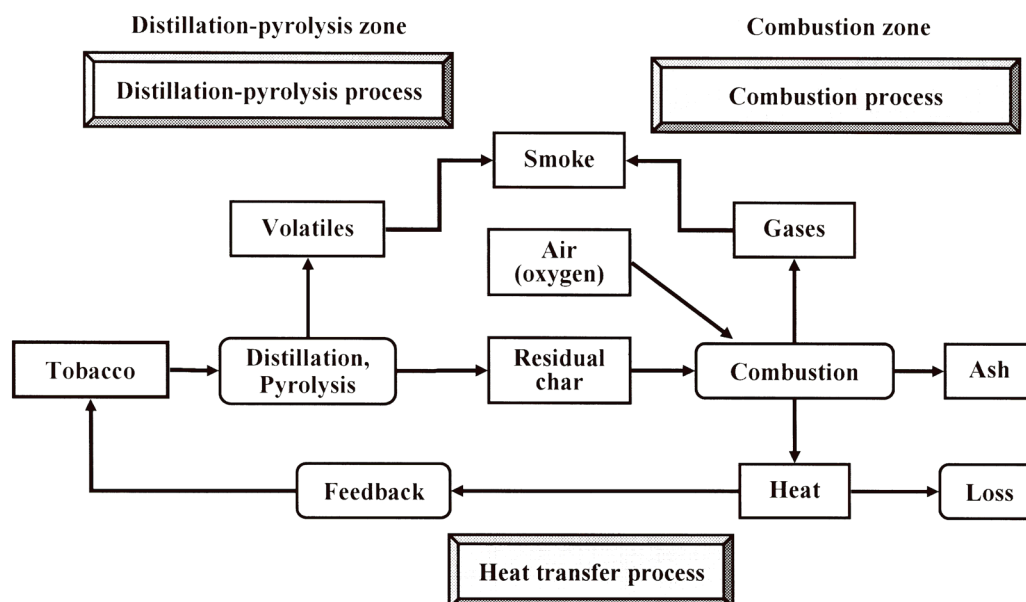 Distillation-pyrolysis zone
Combustion zone
Distillation-pyrolysis process
Combustion process
Smoke
Volatiles
Gases
Air
(oxygen)
Tobacco
Distillation,
Pyrolysis
Residual
char
Combustion
Ash
Feedback
Heat
Loss
Heat transfer process